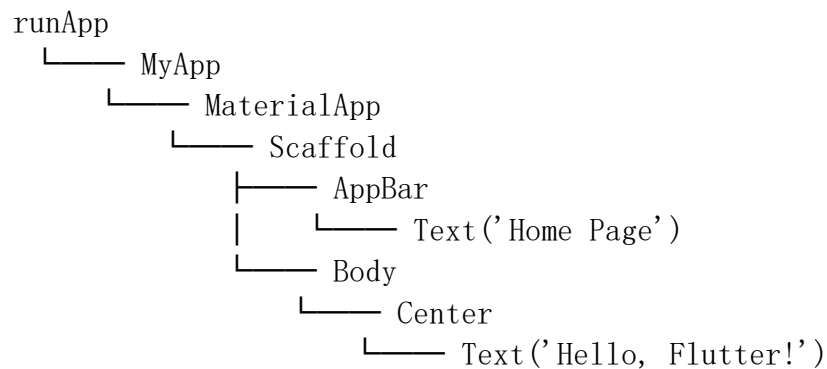 runApp
└── MyApp
└── MaterialApp
└── Scaffold
├── AppBar
│ └── Text('Home Page')
└── Body
└── Center
└── Text('Hello, Flutter!')